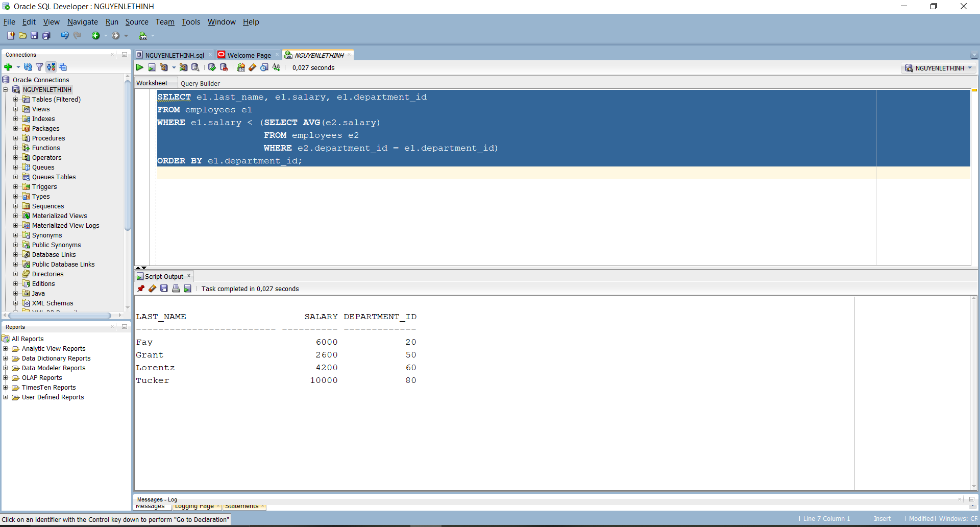 Oracle SQL Developer : NGUYENLETHINH
File Edit View Navigate Run Source Team Tools Window Help
Connections
NGUYENLETHINH.sql Welcome Page NGUYENLETHINH
0,027 seconds
NGUYENLETHINH
Worksheet Query Builder
Oracle Connections
NGUYENLETHINH
Tables (Filtered)
Views
Indexes
Packages
Procedures
Functions
Operators
Queues
Queues Tables
Triggers
Types
Sequences
Materialized Views
Materialized View Logs
Synonyms
Public Synonyms
Database Links
Public Database Links
Directories
Editions
Java
XML Schemas
SELECT e1.last_name, e1.salary, e1.department_id
FROM employees e1
WHERE e1.salary < (SELECT AVG(e2.salary)
FROM employees e2
WHERE e2.department_id = e1.department_id)
ORDER BY e1.department_id;
Script Output
Task completed in 0,027 seconds
LAST_NAME SALARY DEPARTMENT_ID
Fay 6000 20
Grant 2600 50
Lorentz 4200 60
Tucker 10000 80
Reports
All Reports
Analytic View Reports
Data Dictionary Reports
Data Modeler Reports
OLAP Reports
TimesTen Reports
User Defined Reports
Messages - Log
Messages Logging Page Statements
Click on an identifier with the Control key down to perform "Go to Declaration"
Line 7 Column 1 Insert Modified Windows: CF